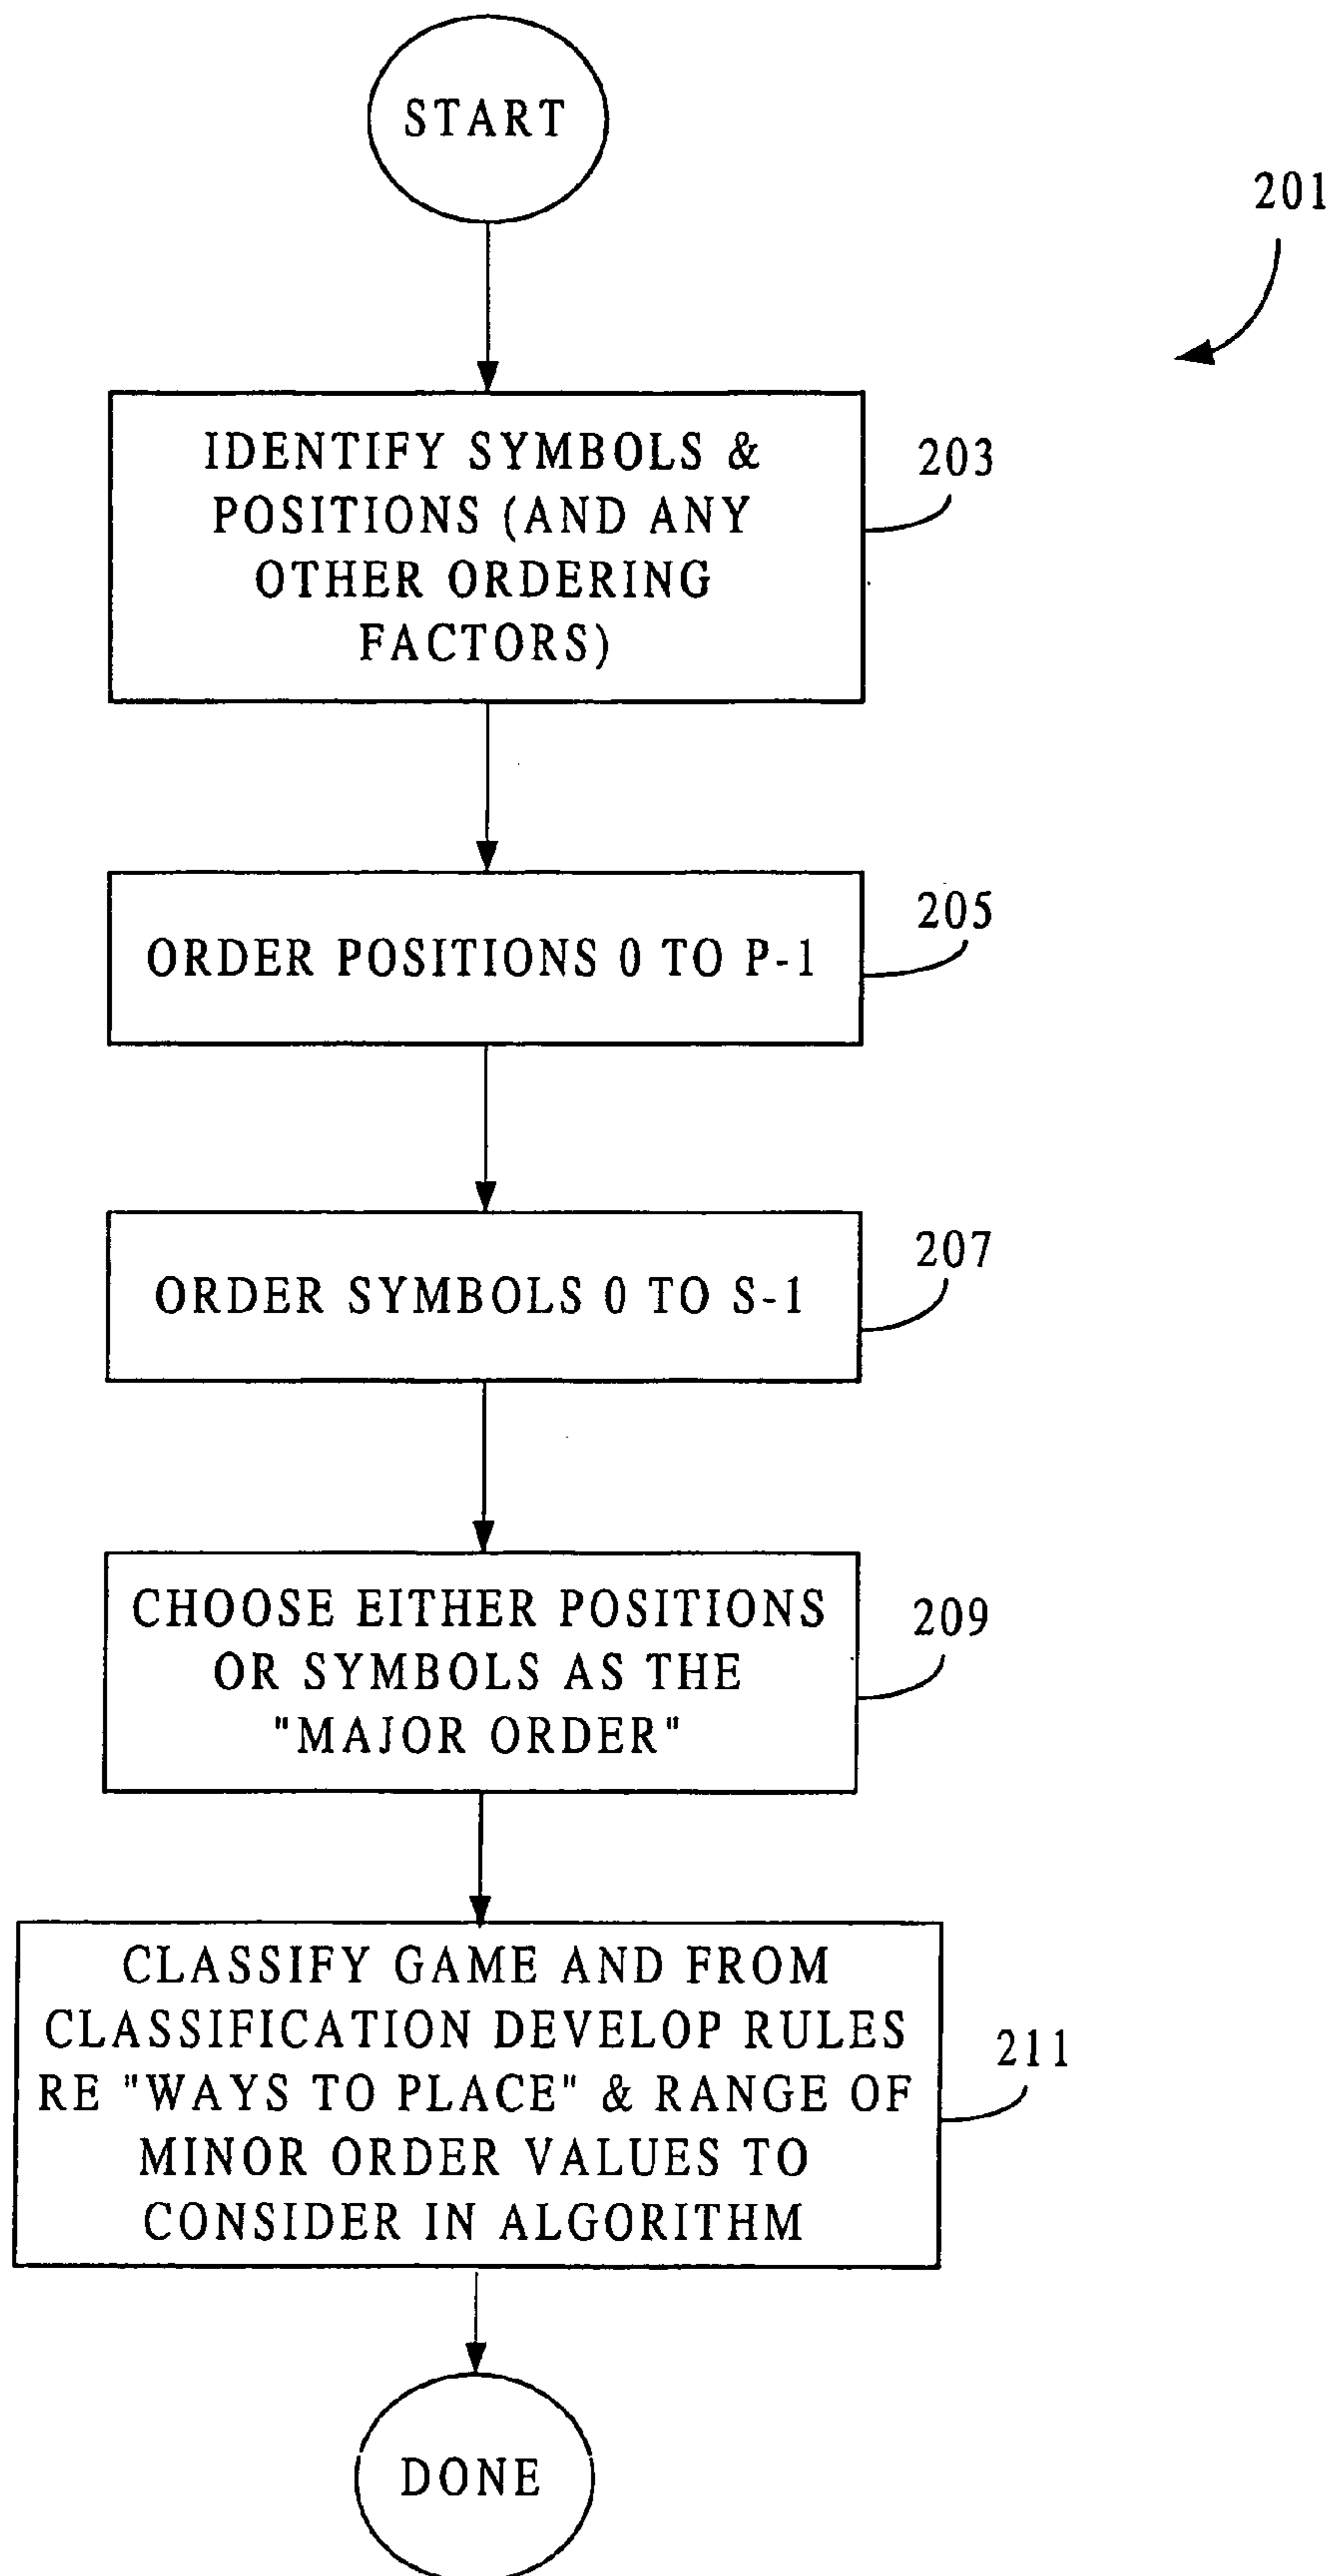 START
201
IDENTIFY SYMBOLS &
POSITIONS (AND ANY
OTHER ORDERING
FACTORS)
203
ORDER POSITIONS 0 TO P-1
205
ORDER SYMBOLS 0 TO S-1
207
CHOOSE EITHER POSITIONS
OR SYMBOLS AS THE
"MAJOR ORDER"
209
CLASSIFY GAME AND FROM
CLASSIFICATION DEVELOP RULES
RE "WAYS TO PLACE" & RANGE OF
MINOR ORDER VALUES TO
CONSIDER IN ALGORITHM
211
DONE